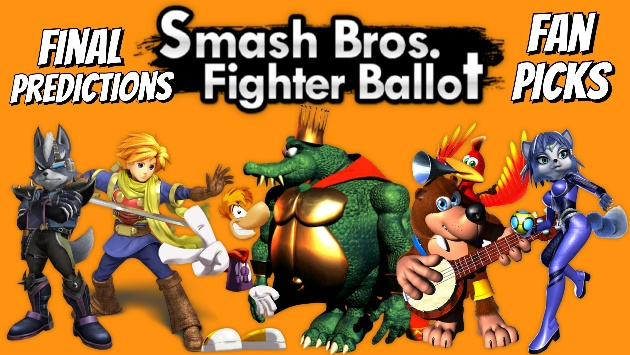 FINAL
PREDICTIONS
Smash Bros.
Fighter Ballot
FAN
PICKS